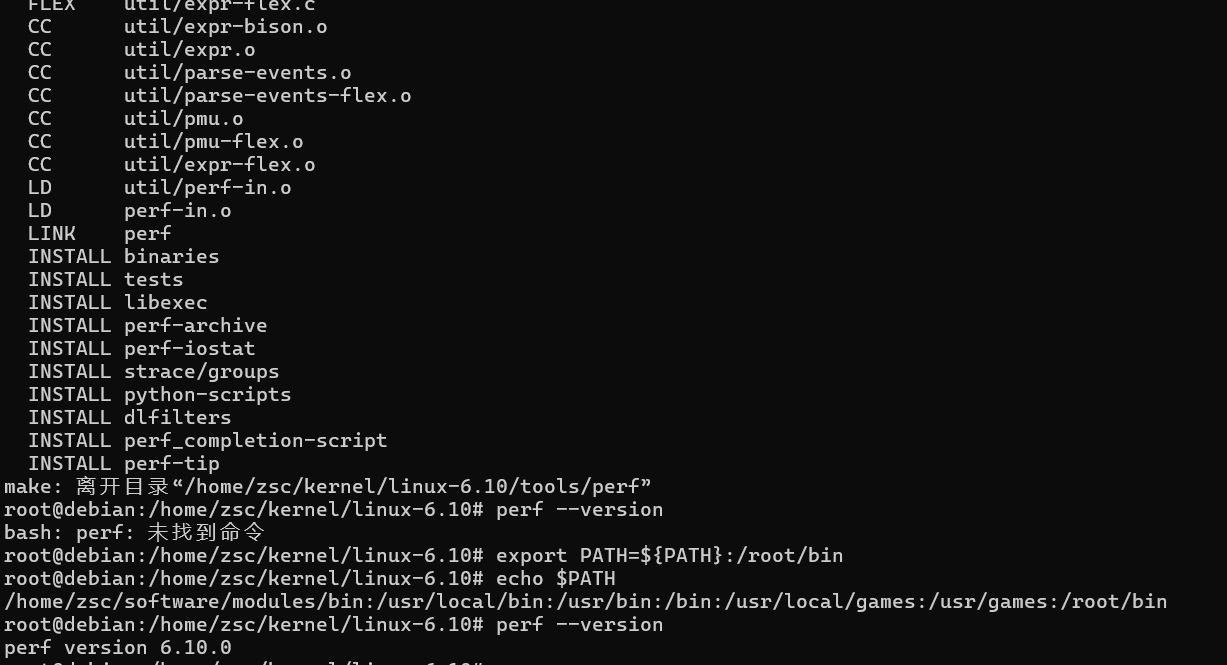 FLEX util/expr-flex.c
CC util/expr-bison.o
CC util/expr.o
CC util/parse-events.o
CC util/parse-events-flex.o
CC util/pmu.o
CC util/pmu-flex.o
CC util/expr-flex.o
LD util/perf-in.o
LD perf-in.o
LINK perf
INSTALL binaries
INSTALL tests
INSTALL libexec
INSTALL perf-archive
INSTALL perf-iostat
INSTALL strace/groups
INSTALL python-scripts
INSTALL dlfilters
INSTALL perf_completion-script
INSTALL perf-tip
make: 离开目录“/home/zsc/kernel/linux-6.10/tools/perf”
root@debian:/home/zsc/kernel/linux-6.10# perf --version
bash: perf: 未找到命令
root@debian:/home/zsc/kernel/linux-6.10# export PATH=${PATH}:/root/bin
root@debian:/home/zsc/kernel/linux-6.10# echo $PATH
/home/zsc/software/modules/bin:/usr/local/bin:/usr/bin:/bin:/usr/local/games:/usr/games:/root/bin
root@debian:/home/zsc/kernel/linux-6.10# perf --version
perf version 6.10.0
root@debian:/home/zsc/kernel/linux-6.10#